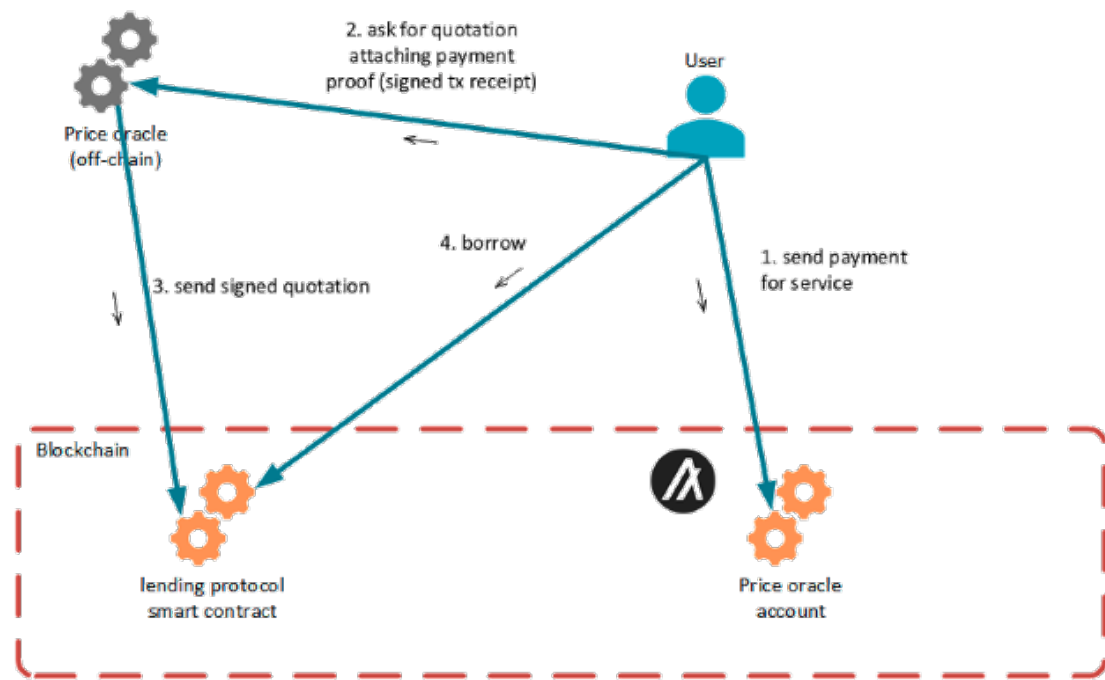 2. ask for quotation
attaching payment
proof (signed tx receipt)
User
Price oracle
(off-chain)
4. borrow
1. send payment
for service
3. send signed quotation
Blockchain
lending protocol
smart contract
Price oracle
account